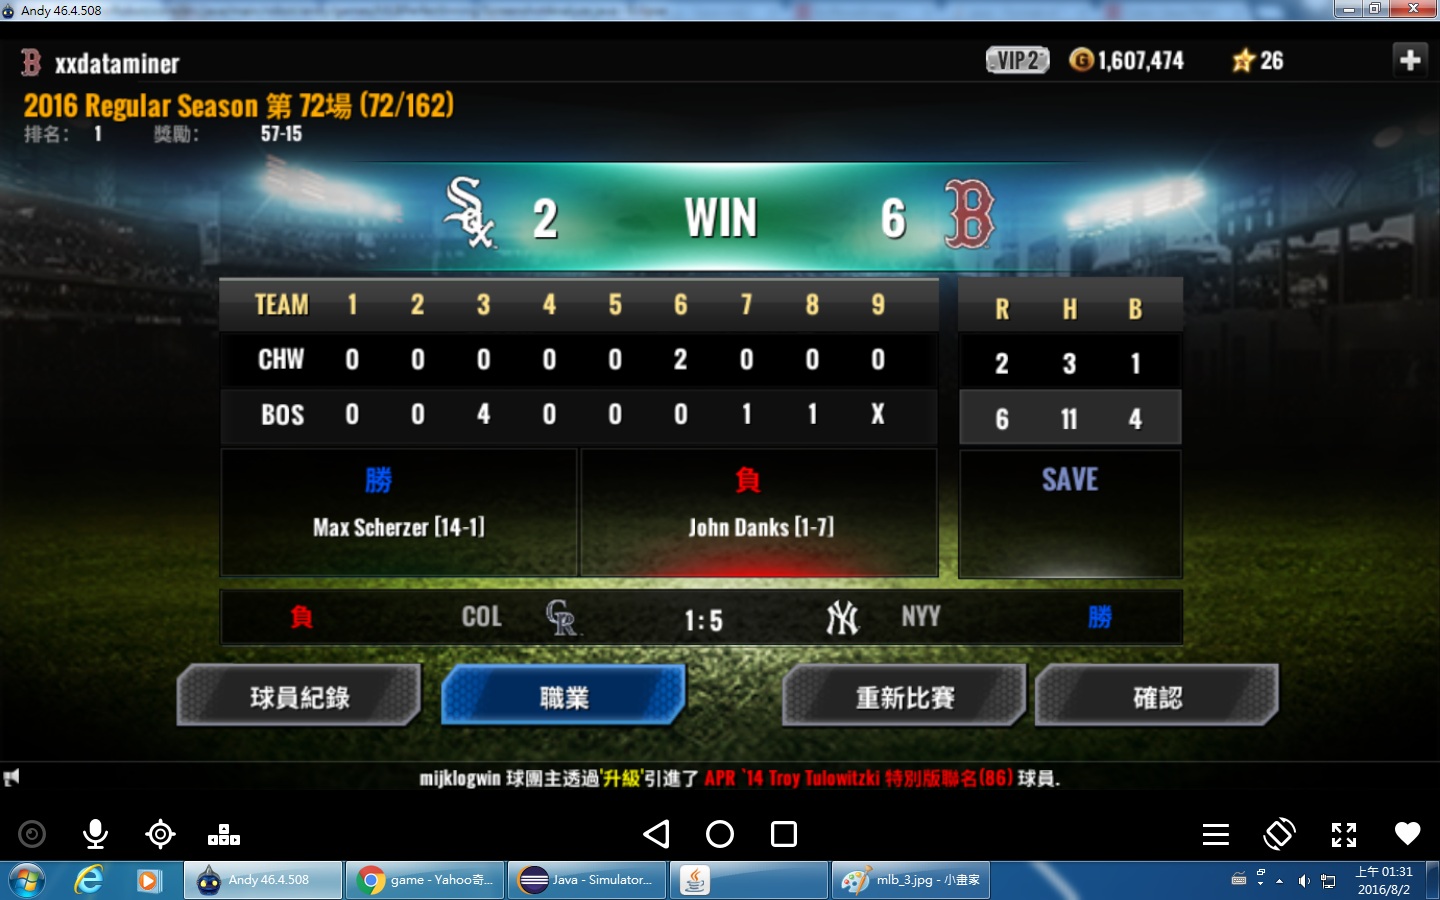 Andy 46.4.508
xxdataminer
VIP 2
1,607,474
26
2016 Regular Season 第 72場 (72/162)
排名: 1 獎勵: 57-15
Sox 2 WIN 6 B
TEAM 1 2 3 4 5 6 7 8 9 R H B
CHW 0 0 0 0 0 2 0 0 0 2 3 1
BOS 0 0 4 0 0 0 1 1 X 6 11 4
勝 負 SAVE
Max Scherzer [14-1] John Danks [1-7]
負 COL CR 1:5 NY NYY 勝
球員紀錄 職業 重新比賽 確認
mijklogwin 球團主透過'升級'引進了 APR `14 Troy Tulowitzki 特別版聯名(86) 球員.
Andy 46.4.508 game - Yahoo奇... Java - Simulator... mlb_3.jpg - 小畫家
上午 01:31
2016/8/2